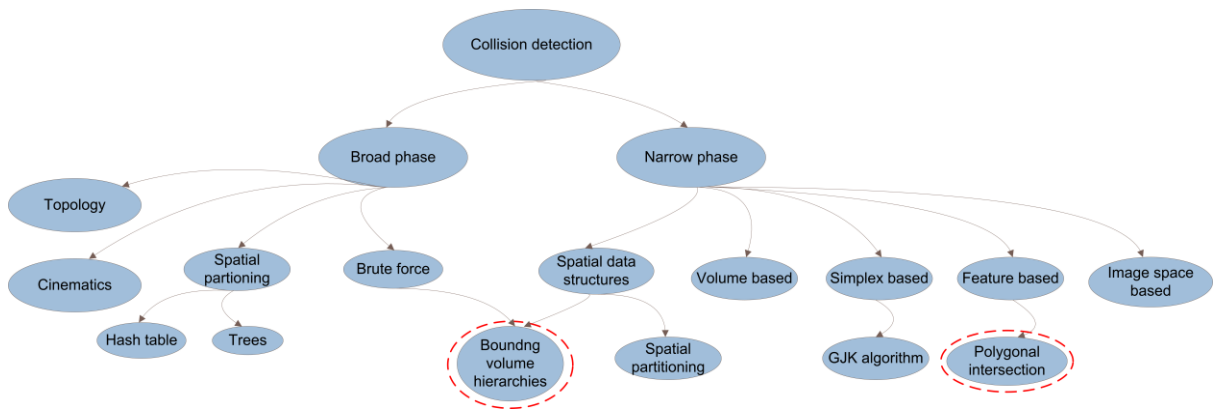 Collision detection
Broad phase
Narrow phase
Topology
Cinematics
Spatial
partioning
Brute force
Spatial data
structures
Volume based
Simplex based
Feature based
Image space
based
Hash table
Trees
Boundng
volume
hierarchies
Spatial
partitioning
GJK algorithm
Polygonal
intersection